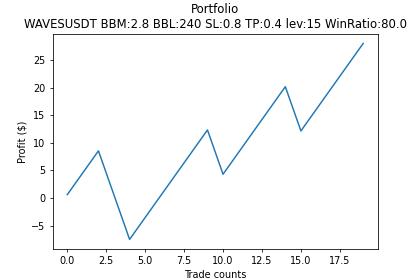 Portfolio
WAVESUSDT BBM:2.8 BBL:240 SL:0.8 TP:0.4 lev:15 WinRatio:80.0
Profit ($)
25
20
15
10
5
0
−5
0.0 2.5 5.0 7.5 10.0 12.5 15.0 17.5
Trade counts